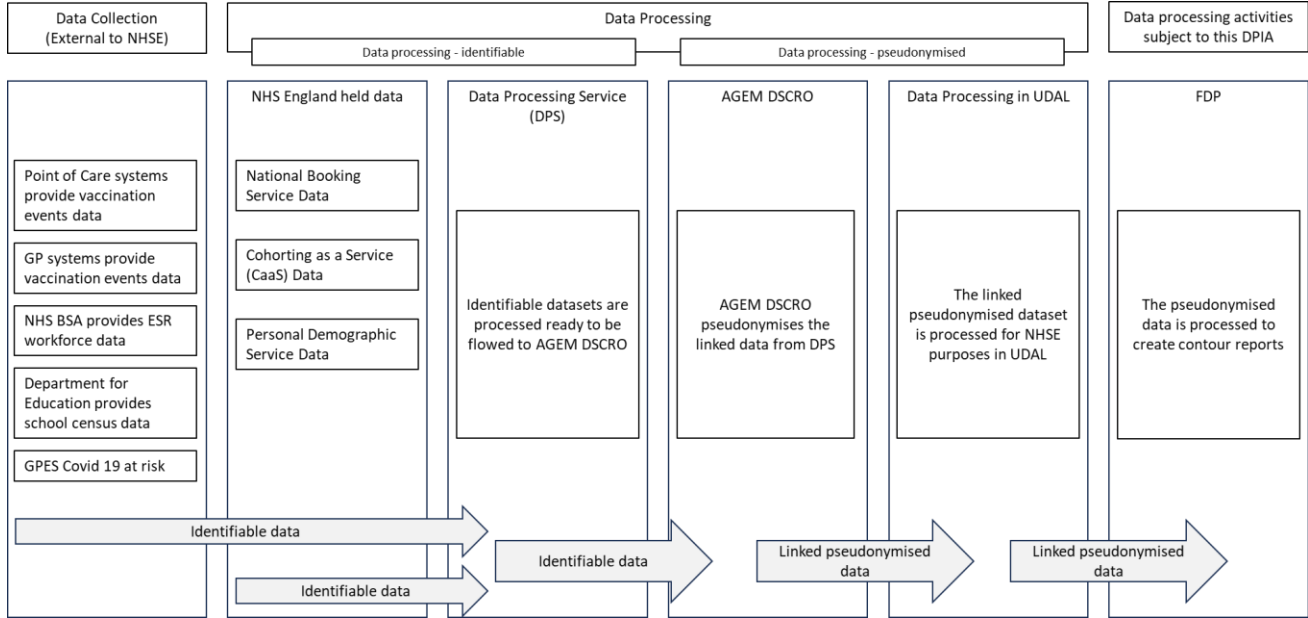 Data Collection
(External to NHSE)
Data Processing
Data processing - identifiable
Data processing - pseudonymised
Data processing activities
subject to this DPIA
Point of Care systems
provide vaccination
events data
GP systems provide
vaccination events data
NHS BSA provides ESR
workforce data
Department for
Education provides
school census data
GPES Covid 19 at risk
NHS England held data
National Booking
Service Data
Cohorting as a Service
(CaaS) Data
Personal Demographic
Service Data
Data Processing Service
(DPS)
Identifiable datasets are
processed ready to be
flowed to AGEM DSCRO
AGEM DSCRO
AGEM DSCRO
pseudonymises the
linked data from DPS
Data Processing in UDAL
The linked
pseudonymised dataset
is processed for NHSE
purposes in UDAL
FDP
The pseudonymised
data is processed to
create contour reports
Identifiable data
Identifiable data
Identifiable data
Linked pseudonymised
data
Linked pseudonymised
data